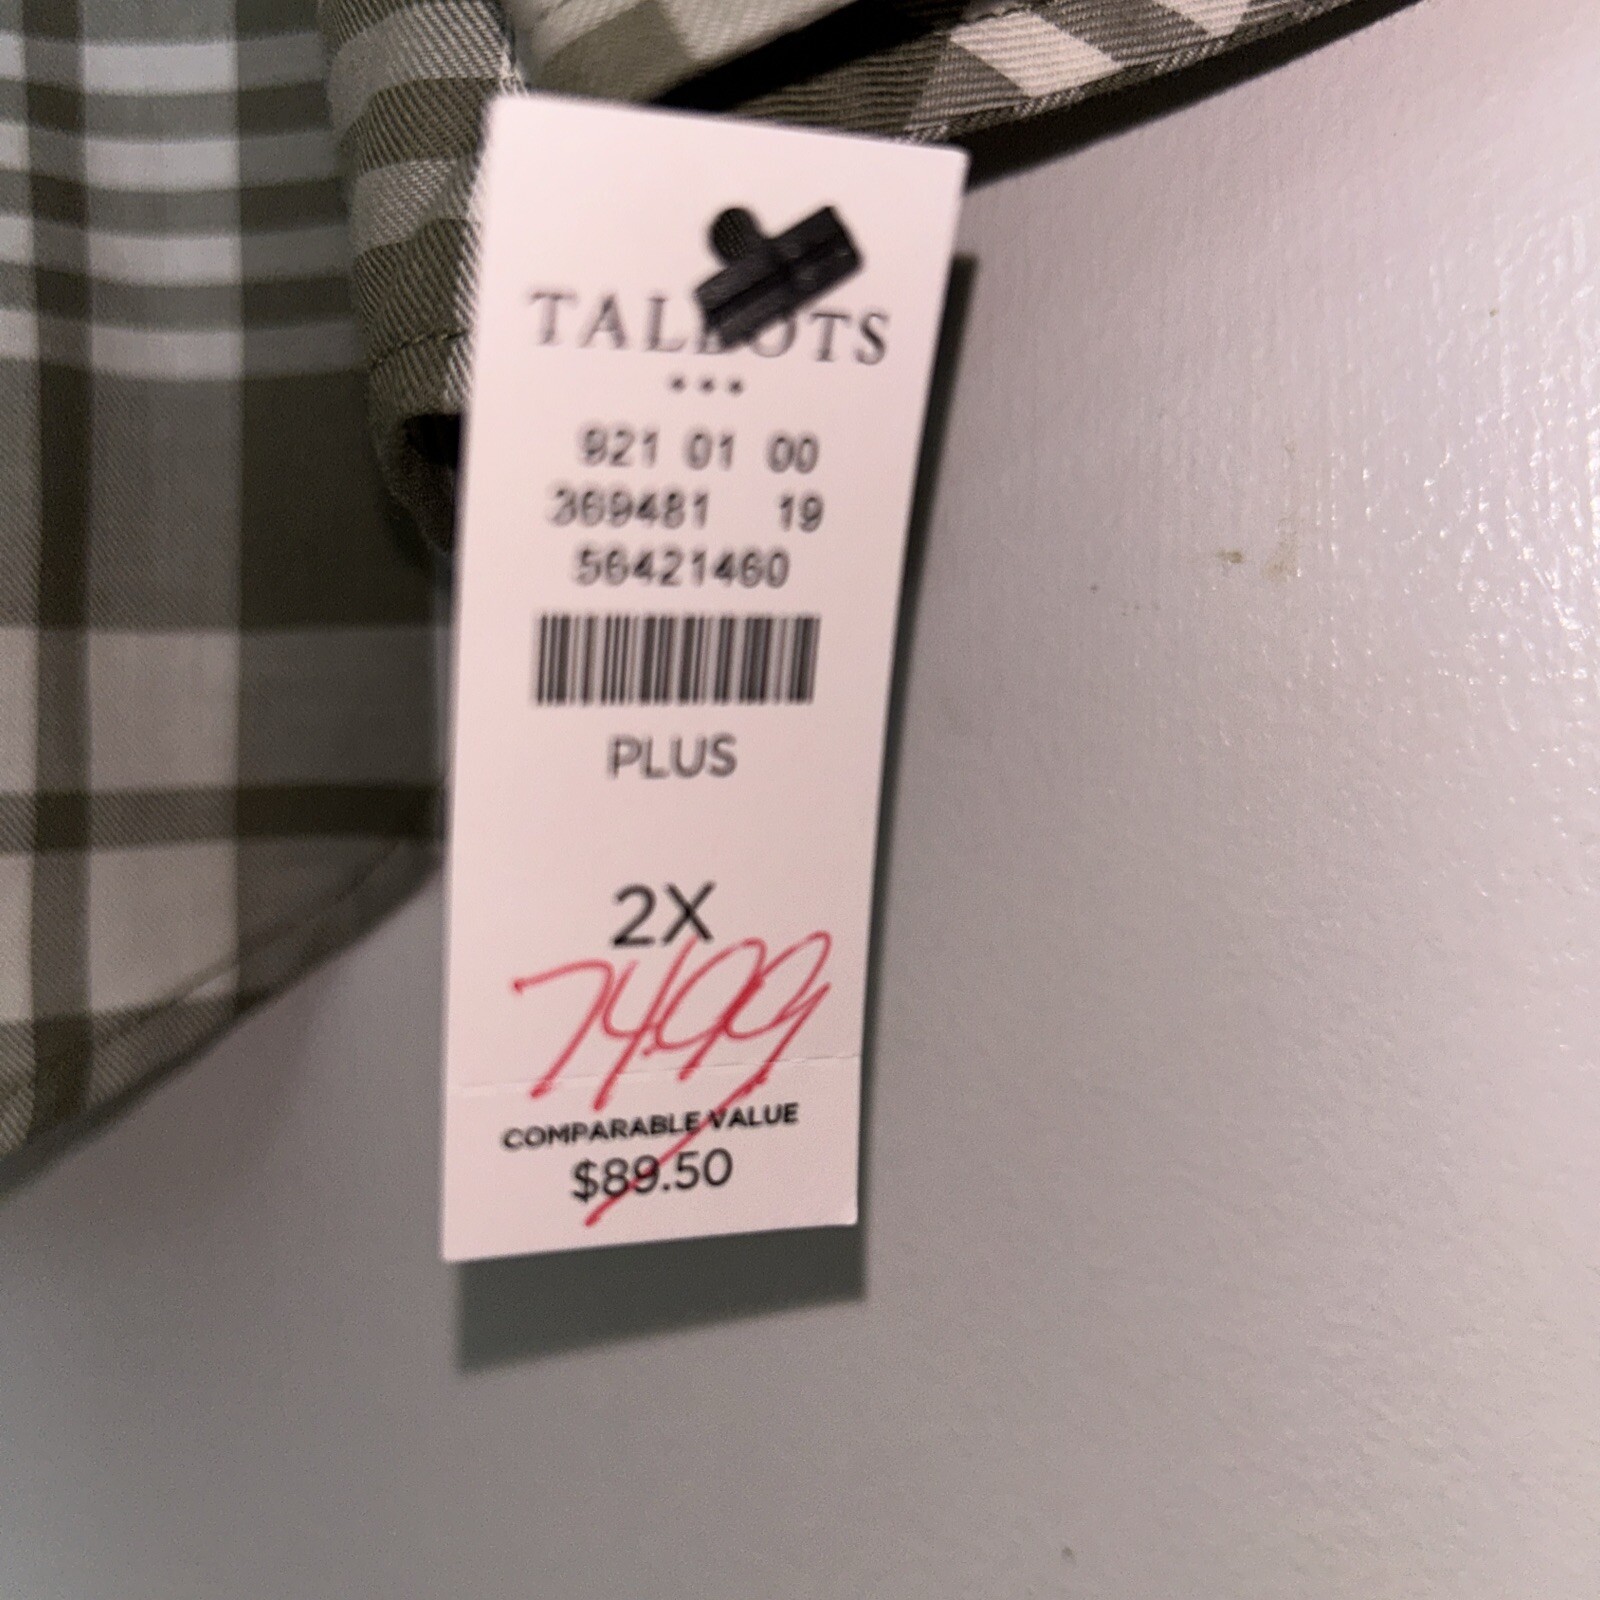 TALBOTS
***
921 01 00
369481 19
56421460
PLUS
2X
74.99
COMPARABLE VALUE
$89.50